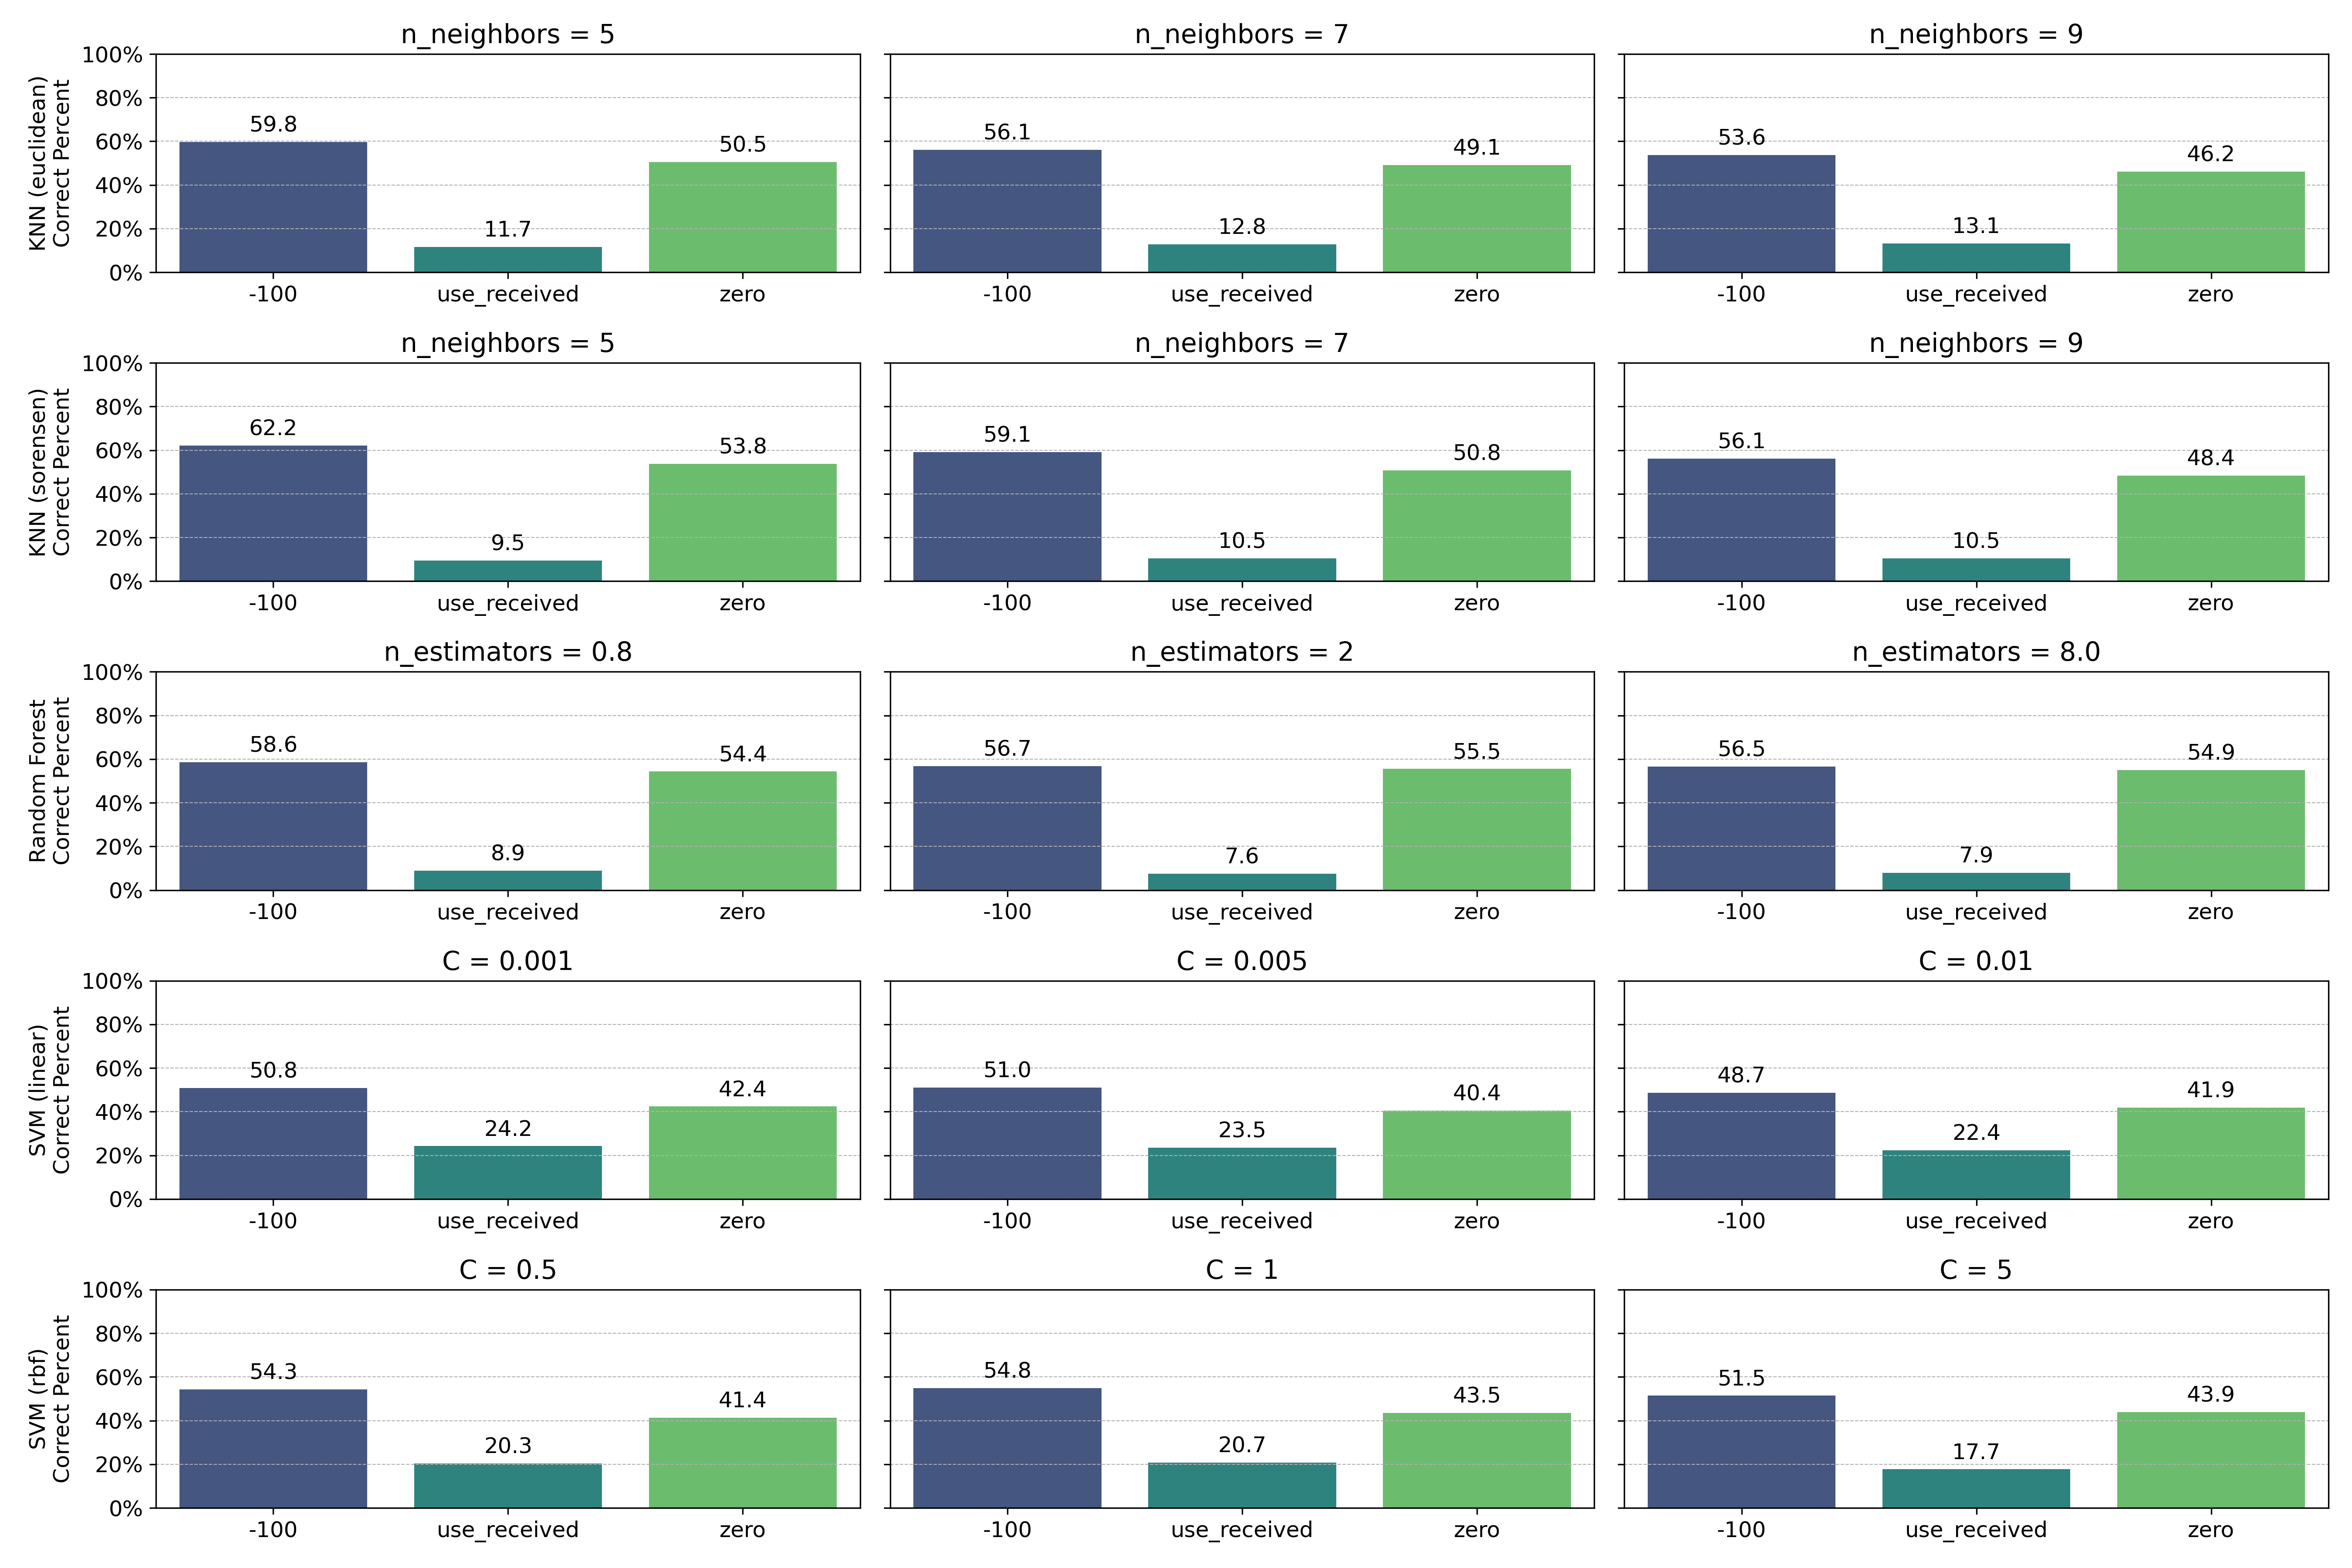 n_neighbors = 5
n_neighbors = 7
n_neighbors = 9
KNN (euclidean)
Correct Percent
100%
80%
60%
40%
20%
0%
59.8
11.7
50.5
56.1
12.8
49.1
53.6
13.1
46.2
-100
use_received
zero
-100
use_received
zero
-100
use_received
zero
n_neighbors = 5
n_neighbors = 7
n_neighbors = 9
KNN (sorensen)
Correct Percent
100%
80%
60%
40%
20%
0%
62.2
9.5
53.8
59.1
10.5
50.8
56.1
10.5
48.4
-100
use_received
zero
-100
use_received
zero
-100
use_received
zero
n_estimators = 0.8
n_estimators = 2
n_estimators = 8.0
Random Forest
Correct Percent
100%
80%
60%
40%
20%
0%
58.6
8.9
54.4
56.7
7.6
55.5
56.5
7.9
54.9
-100
use_received
zero
-100
use_received
zero
-100
use_received
zero
C = 0.001
C = 0.005
C = 0.01
SVM (linear)
Correct Percent
100%
80%
60%
40%
20%
0%
50.8
24.2
42.4
51.0
23.5
40.4
48.7
22.4
41.9
-100
use_received
zero
-100
use_received
zero
-100
use_received
zero
C = 0.5
C = 1
C = 5
SVM (rbf)
Correct Percent
100%
80%
60%
40%
20%
0%
54.3
20.3
41.4
54.8
20.7
43.5
51.5
17.7
43.9
-100
use_received
zero
-100
use_received
zero
-100
use_received
zero